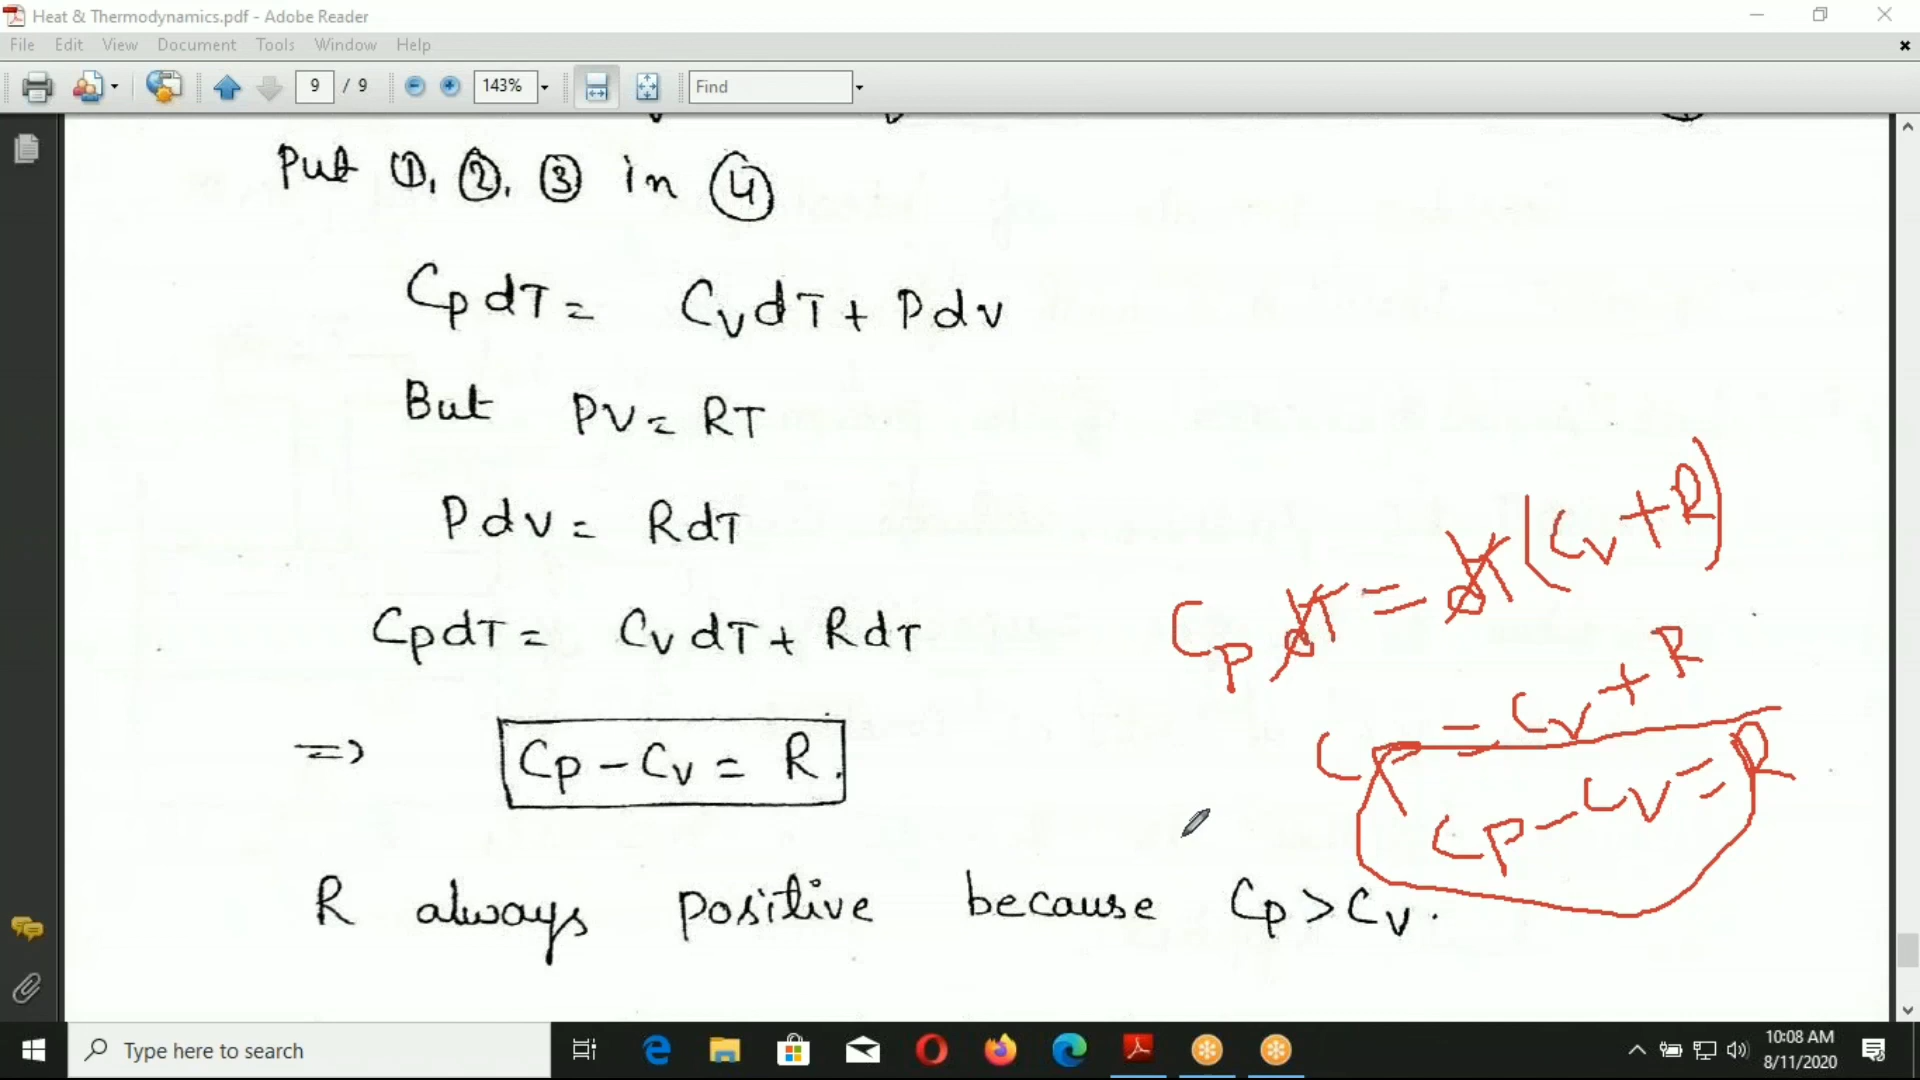 Heat & Thermodynamics.pdf - Adobe Reader
File Edit View Document Tools Window Help
9 / 9 143% Find
Put ①, ②, ③ in ④
CpdT = CvdT + Pdv
But PV = RT
Pdv = RdT
CpdT = CvdT + RdT
Cp dT = dT (Cv + R)
Cp = Cv + R
=> Cp - Cv = R.
Cp - Cv = R
R always positive because Cp > Cv.
Type here to search
10:08 AM
8/11/2020